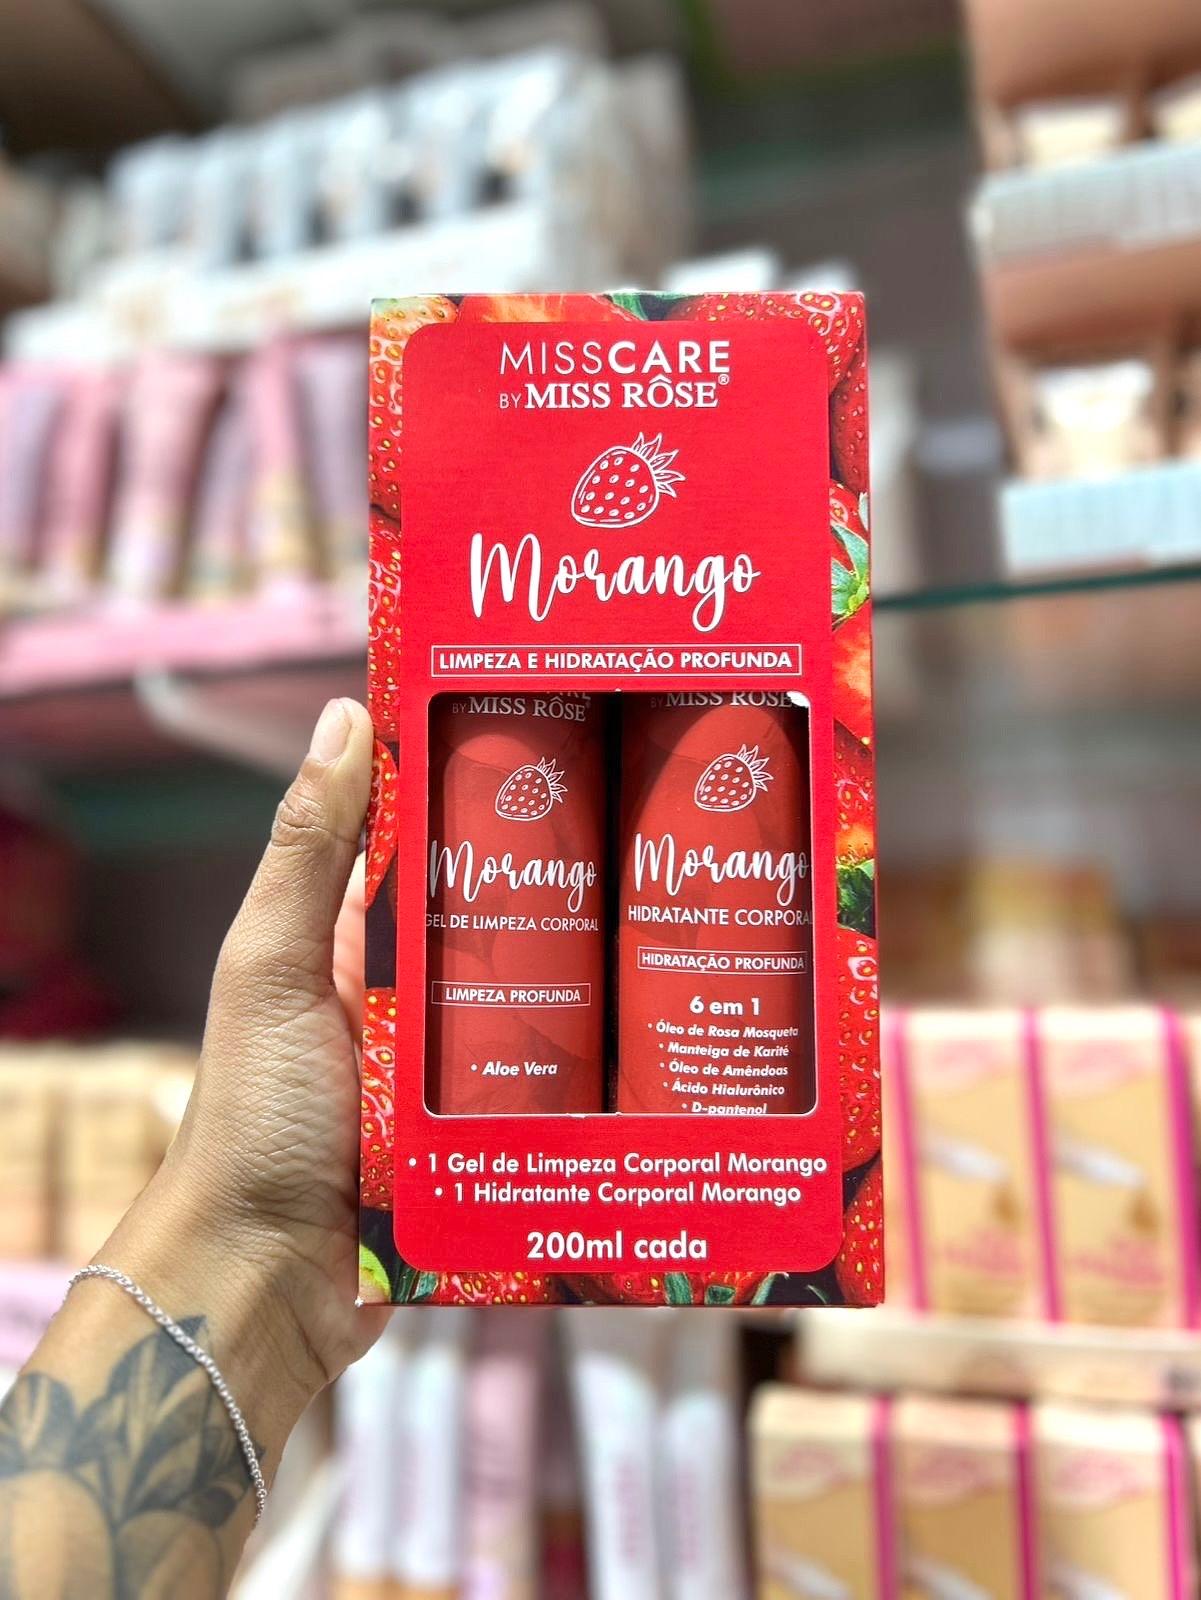 MISSCARE
BY MISS RÔSE®
Morango
LIMPEZA E HIDRATAÇÃO PROFUNDA
BY MISS RÔSE®
Morango
GEL DE LIMPEZA CORPORAL
LIMPEZA PROFUNDA
• Aloe Vera
BY MISS RÔSE
Morango
HIDRATANTE CORPORAL
HIDRATAÇÃO PROFUNDA
6 em 1
• Óleo de Rosa Mosqueta
• Manteiga de Karité
• Óleo de Amêndoas
• Ácido Hialurônico
• D-pantenol
• 1 Gel de Limpeza Corporal Morango
• 1 Hidratante Corporal Morango
200ml cada